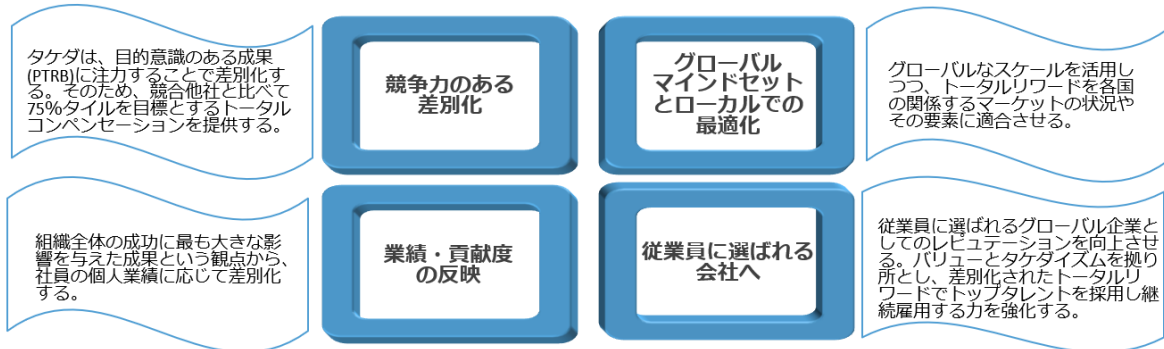 タケダは、目的意識のある成果
(PTRB)に注力することで差別化す
る。そのため、競合他社と比べて
75%タイルを目標とするトータル
コンペンセーションを提供する。
競争力のある
差別化
グローバル
マインドセット
とローカルでの
最適化
グローバルなスケールを活用し
つつ、トータルリワードを各国
の関係するマーケットの状況や
その要素に適合させる。
組織全体の成功に最も大きな影
響を与えた成果という観点から、
社員の個人業績に応じて差別化
する。
業績・貢献度
の反映
従業員に選ばれる
会社へ
従業員に選ばれるグローバル企業と
してのレピュテーションを向上させ
る。バリューとタケダイズムを拠り
所とし、差別化されたトータルリ
ワードでトップタレントを採用し継
続雇用する力を強化する。